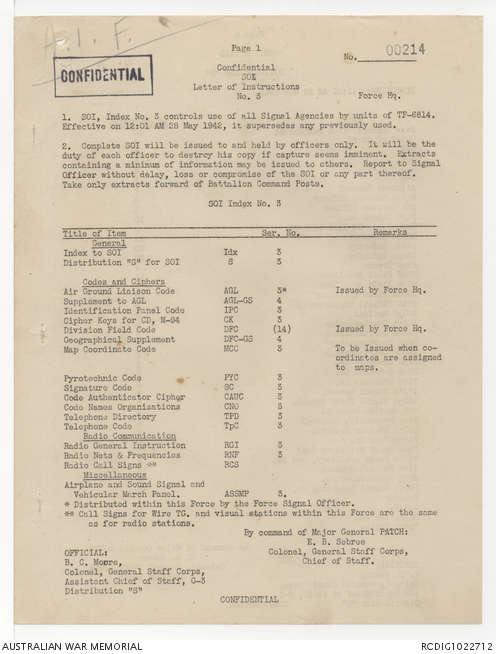 A.I.F.
Page 1
No. 00214
CONFIDENTIAL
Confidential
SOI
Letter of Instructions
No. 3 Force Hq.
1. SOI, Index No. 3 controls use of all Signal Agencies by units of TF-6814.
Effective on 12:01 AM 28 May 1942, it supersedes any previously used.
2. Complete SOI will be issued to and held by officers only. It will be the
duty of each officer to destroy his copy if capture seems imminent. Extracts
containing a minimum of information may be issued to others. Report to Signal
Officer without delay, loss or compromise of the SOI or any part thereof.
Take only extracts forward of Battalion Command Posts.
SOI Index No. 3
Title of Item Ser. No. Remarks
General
Index to SOI Idx 3
Distribution "S" for SOI S 3
Codes and Ciphers
Air Ground Liaison Code AGL 3* Issued by Force Hq.
Supplement to AGL AGL-GS 4
Identification Panel Code IPC 3
Cipher Keys for CD, M-94 CK 3
Division Field Code DFC (14) Issued by Force Hq.
Geographical Supplement DFC-GS 4
Map Coordinate Code MCC 3 To be Issued when co-
ordinates are assigned
to maps.
Pyrotechnic Code PYC 3
Signature Code SC 3
Code Authenticator Cipher CAUC 3
Code Names Organizations CNO 3
Telephone Directory TPD 3
Telephone Code TpC 3
Radio Communication
Radio General Instruction RGI 3
Radio Nets & Frequencies RNF 3
Radio Call Signs ** RCS
Miscellaneous
Airplane and Sound Signal and
Vehicular March Panel. ASSMP 3.
* Distributed within this Force by the Force Signal Officer.
** Call Signs for Wire TG, and visual stations within this Force are the same
as for radio stations.
By command of Major General PATCH:
E. B. Sebree
OFFICIAL: Colonel, General Staff Corps,
B. C. Moore, Chief of Staff.
Colonel, General Staff Corps,
Assistant Chief of Staff, G-3
Distribution "S"
CONFIDENTIAL
AUSTRALIAN WAR MEMORIAL RCDIG1022712